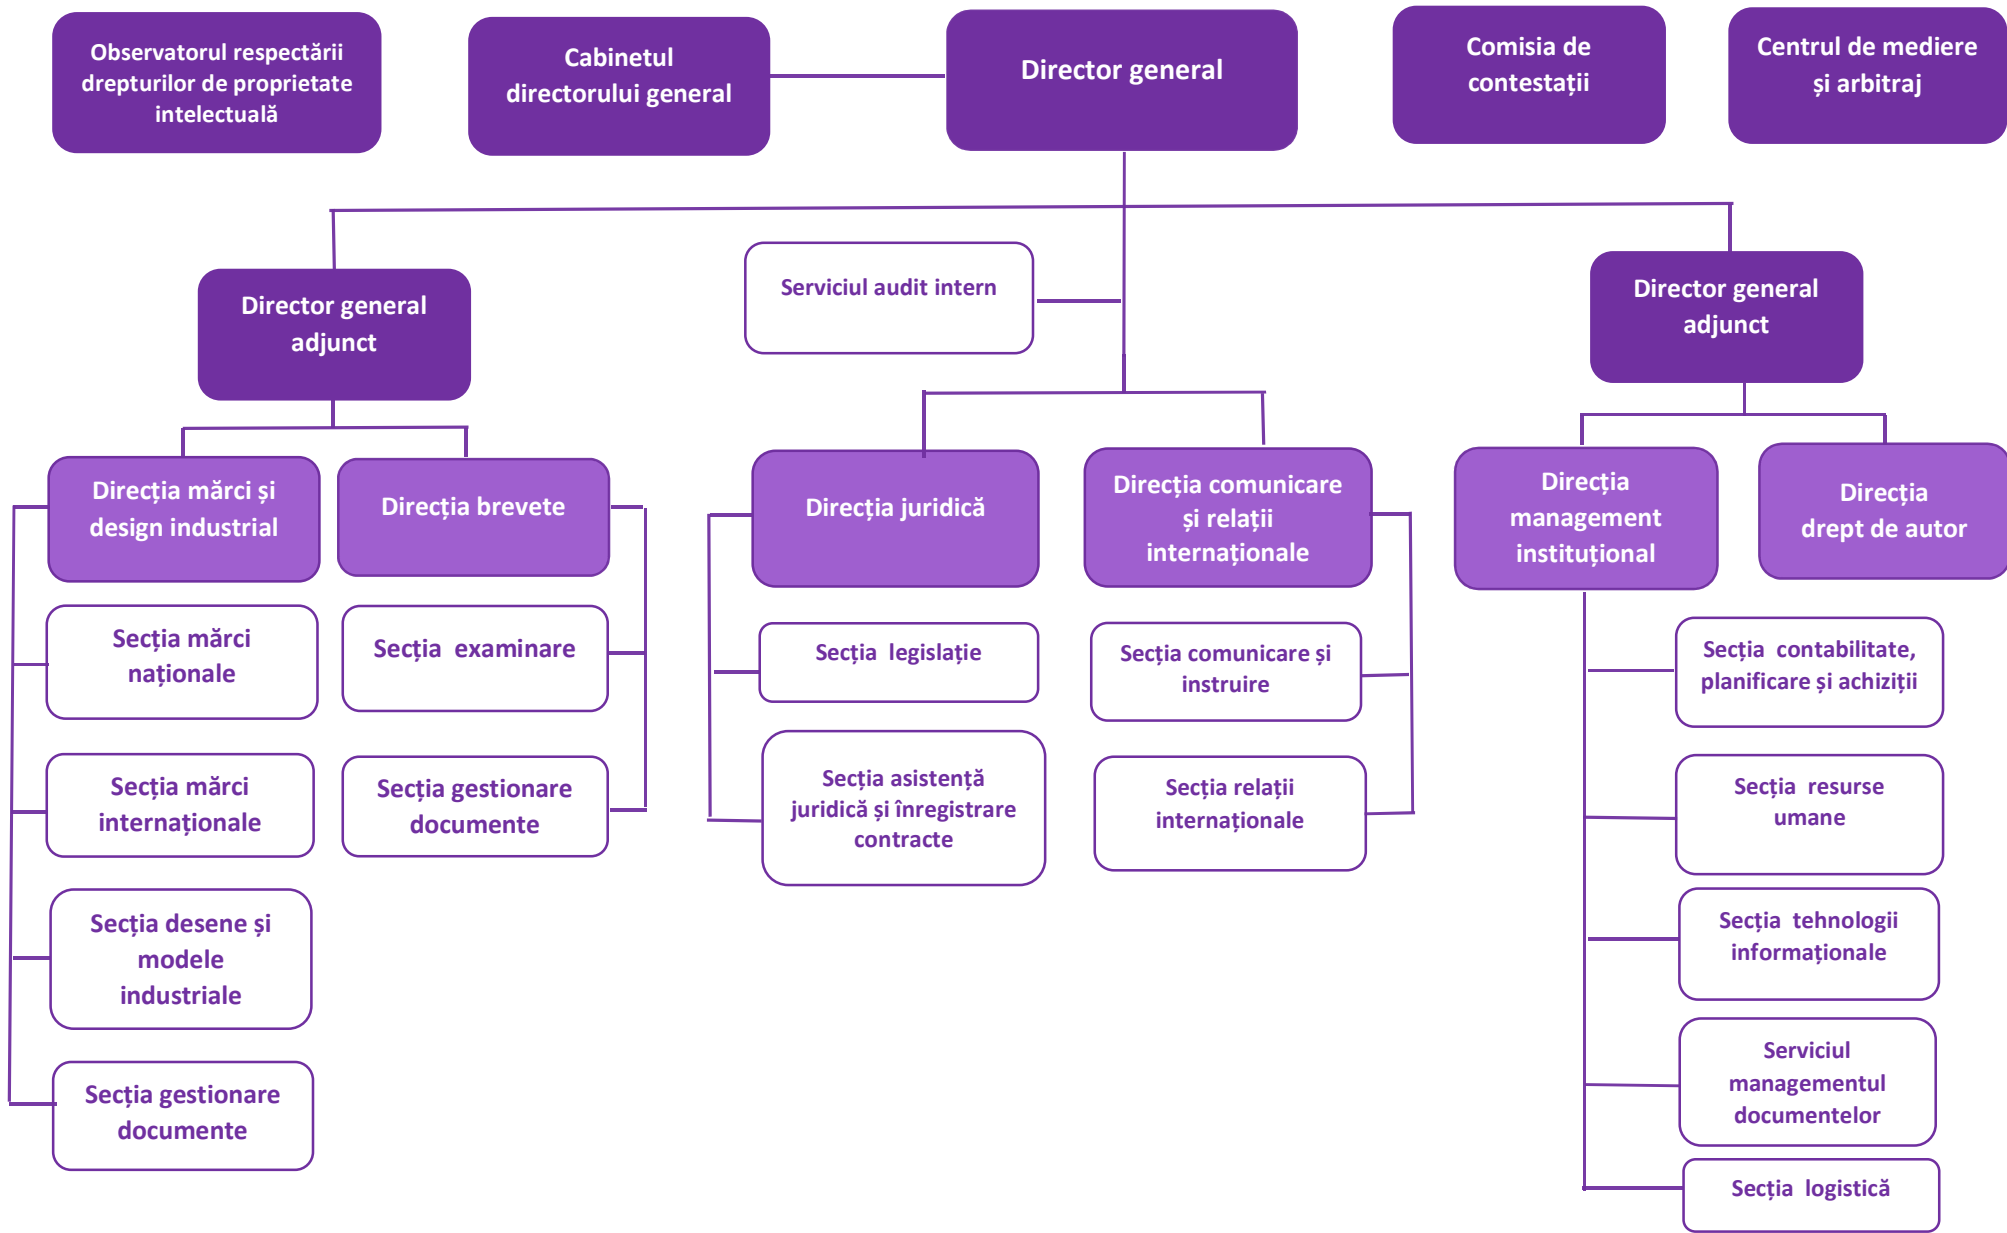 Observatorul respectării
drepturilor de proprietate
intelectuală
Cabinetul
directorului general
Director general
Comisia de
contestații
Centrul de mediere
și arbitraj
Director general
adjunct
Serviciul audit intern
Director general
adjunct
Direcția mărci și
design industrial
Direcția brevete
Direcția juridică
Direcția comunicare
și relații
internaționale
Direcția
management
instituțional
Direcția
drept de autor
Secția mărci
naționale
Secția mărci
internaționale
Secția desene și
modele
industriale
Secția gestionare
documente
Secția examinare
Secția gestionare
documente
Secția legislație
Secția asistență
juridică și înregistrare
contracte
Secția comunicare și
instruire
Secția relații
internaționale
Secția contabilitate,
planificare și achiziții
Secția resurse
umane
Secția tehnologii
informaționale
Serviciul
managementul
documentelor
Secția logistică